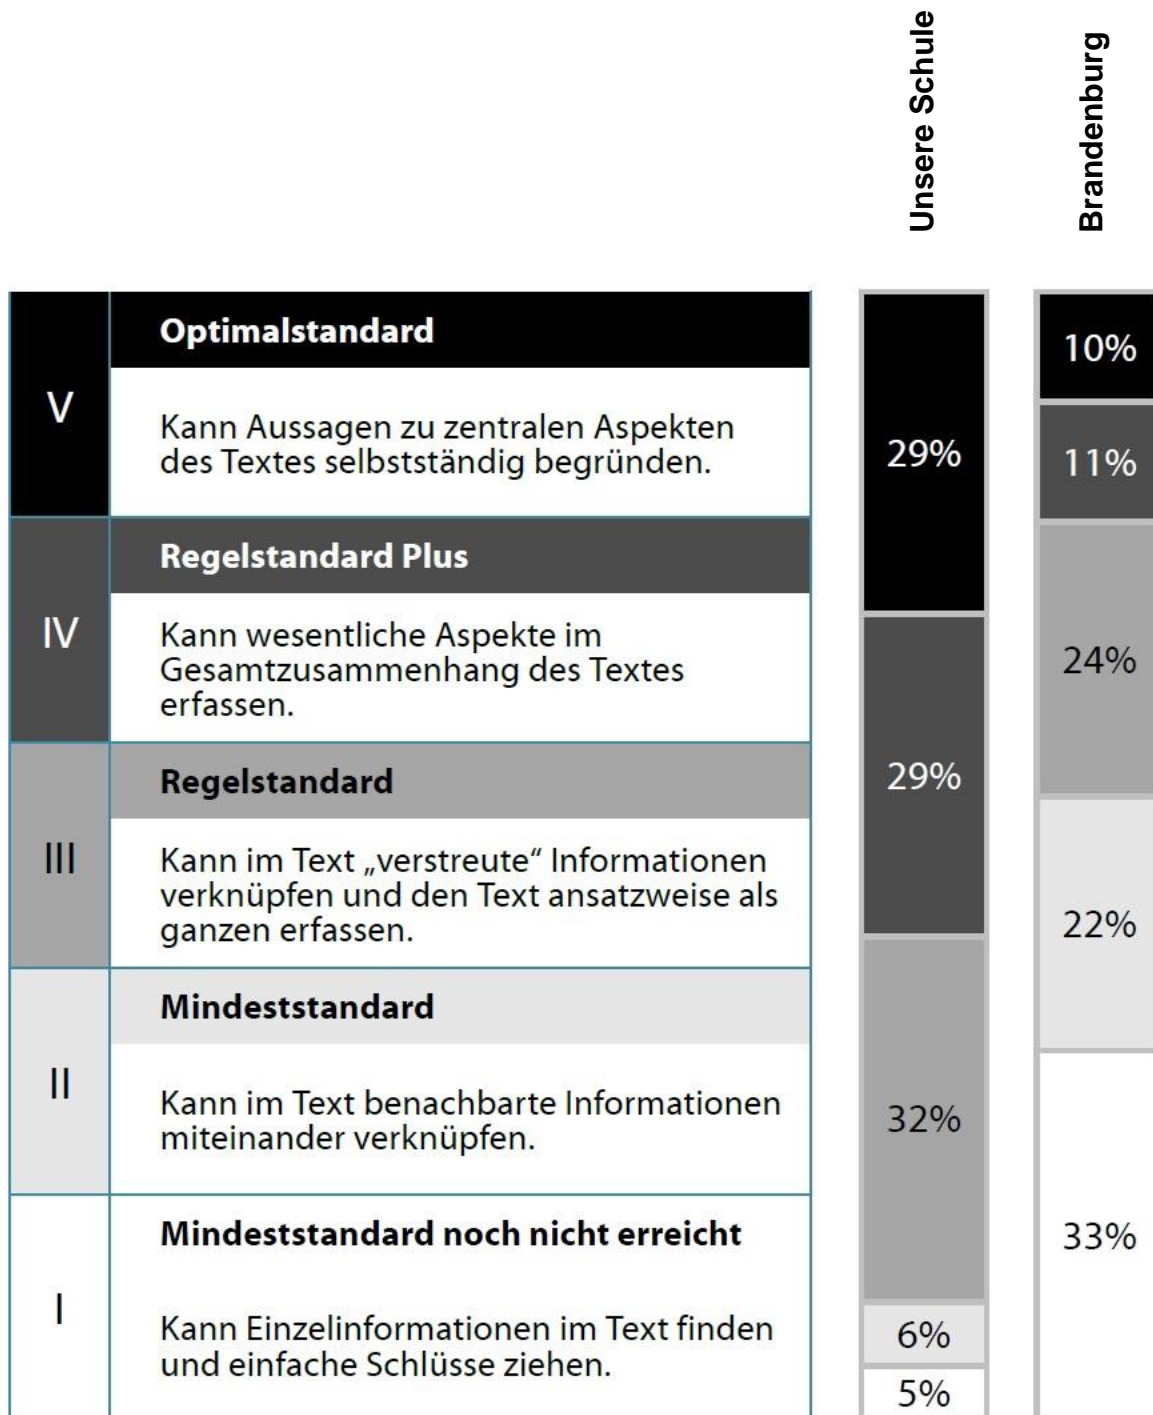 Unsere Schule
Brandenburg
V
Optimalstandard
Kann Aussagen zu zentralen Aspekten
des Textes selbstständig begründen.
IV
Regelstandard Plus
Kann wesentliche Aspekte im
Gesamtzusammenhang des Textes
erfassen.
III
Regelstandard
Kann im Text „verstreute“ Informationen
verknüpfen und den Text ansatzweise als
ganzen erfassen.
II
Mindeststandard
Kann im Text benachbarte Informationen
miteinander verknüpfen.
I
Mindeststandard noch nicht erreicht
Kann Einzelinformationen im Text finden
und einfache Schlüsse ziehen.
29%
29%
32%
6%
5%
10%
11%
24%
22%
33%